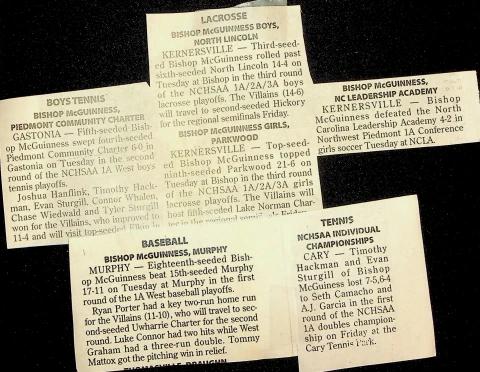 LACROSSE
BISHOP McGUINNESS BOYS,
NORTH LINCOLN
KERNERSVILLE — Third-seed-
ed Bishop McGuinness rolled past
sixth-seeded North Lincoln 14-4 on
Tuesday at Bishop in the third round
of the NCHSAA 1A/2A/3A boys
lacrosse playoffs. The Villains (14-6)
will travel to second-seeded Hickory
for the regional semifinals Friday.
BISHOP McGUINNESS GIRLS,
PARKWOOD
KERNERSVILLE — Top-seed-
ed Bishop McGuinness topped
ninth-seeded Parkwood 21-6 on
Tuesday at Bishop in the third round
of the NCHSAA 1A/2A/3A girls
lacrosse playoffs. The Villains will
host fifth-seeded Lake Norman Char-
ter in the regional semifinals Friday.
BOYS TENNIS
BISHOP McGUINNESS,
PIEDMONT COMMUNITY CHARTER
GASTONIA — Fifth-seeded Bish-
op McGuinness swept fourth-seeded
Piedmont Community Charter 6-0 in
Gastonia on Tuesday in the second
round of the NCHSAA 1A West boys
tennis playoffs.
Joshua Hanflink, Timothy Hack-
man, Evan Sturgill, Connor Whalen,
Chase Wiedwald and Tyler Sturgill
won for the Villains, who improved to
11-4 and will visit top-seeded Elkin in
BISHOP McGUINNESS,
NC LEADERSHIP ACADEMY
KERNERSVILLE — Bishop
McGuinness defeated the North
Carolina Leadership Academy 4-2 in
Northwest Piedmont 1A Conference
girls soccer Tuesday at NCLA.
BASEBALL
BISHOP McGUINNESS, MURPHY
MURPHY — Eighteenth-seeded Bish-
op McGuinness beat 15th-seeded Murphy
17-11 on Tuesday at Murphy in the first
round of the 1A West baseball playoffs.
Ryan Porter had a key two-run home run
for the Villains (11-10), who will travel to sec-
ond-seeded Uwharrie Charter for the second
round. Luke Connor had two hits while West
Graham had a three-run double. Tommy
Mattox got the pitching win in relief.
THOMASVILLE, DRAUGHN
TENNIS
NCHSAA INDIVIDUAL
CHAMPIONSHIPS
CARY — Timothy
Hackman and Evan
Sturgill of Bishop
McGuinness lost 7-5, 6-4
to Seth Camacho and
A.J. Garcia in the first
round of the NCHSAA
1A doubles champion-
ship on Friday at the
Cary Tennis Park.